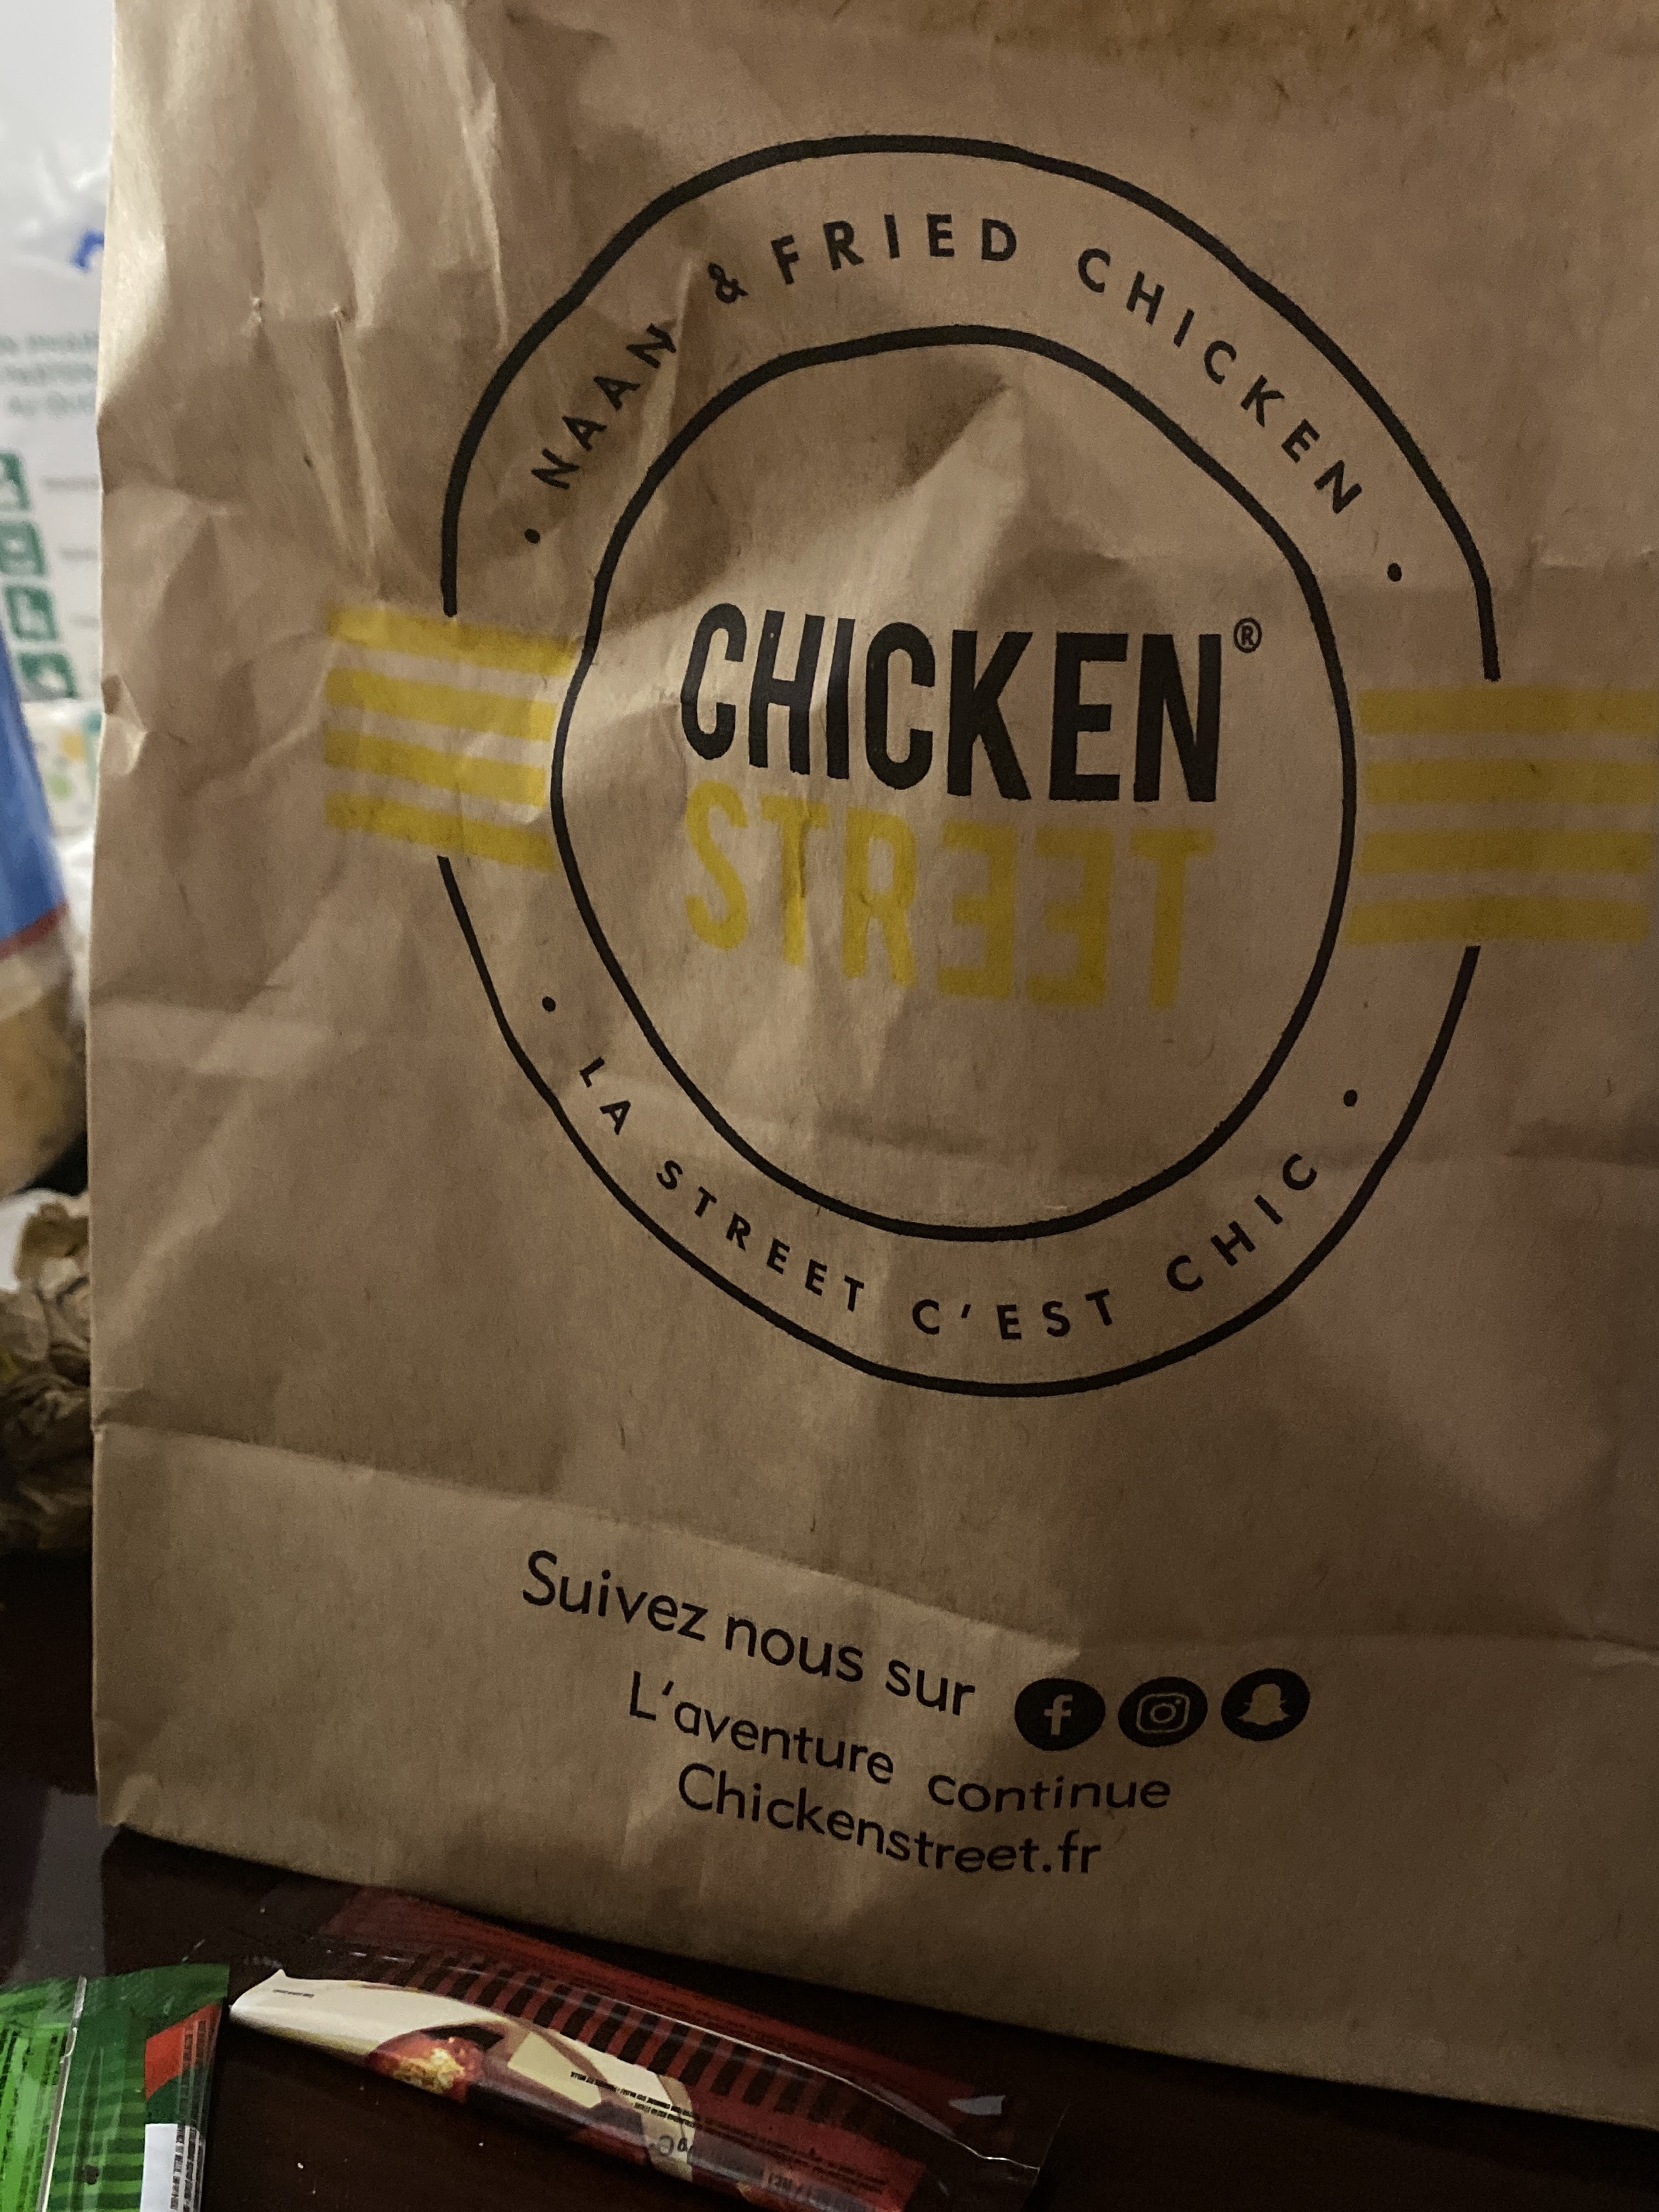 • NAAN & FRIED CHICKEN •
CHICKEN®
STREET
• LA STREET C'EST CHIC •
Suivez nous sur
L'aventure continue
Chickenstreet.fr